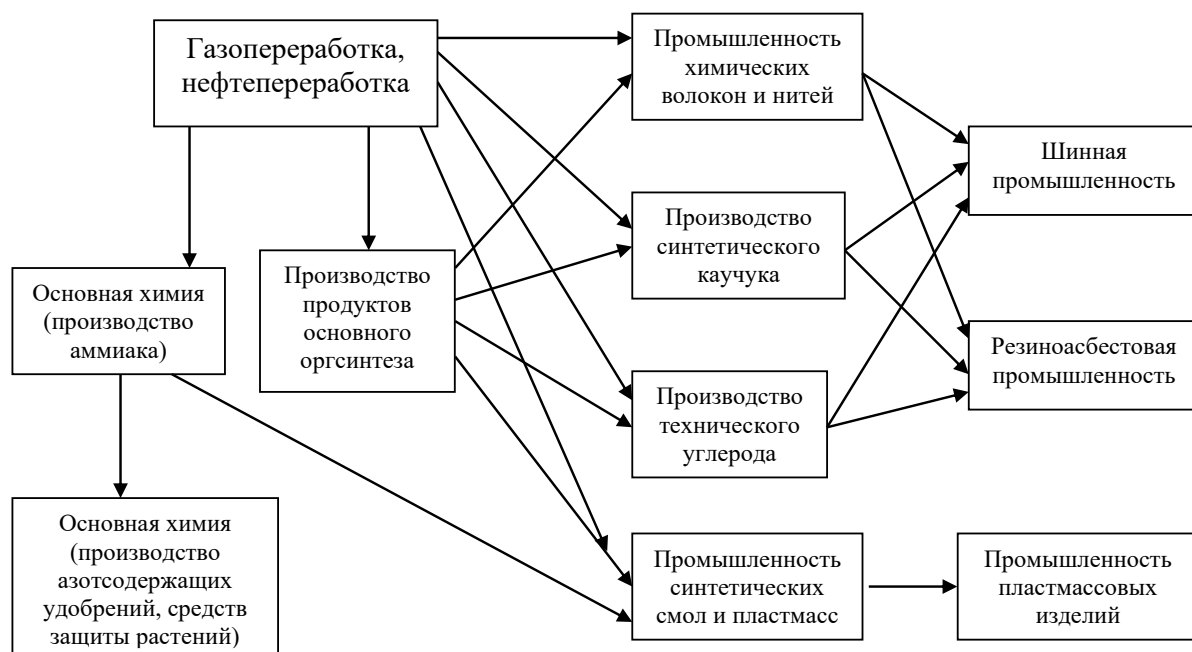 Газопереработка,
нефтепереработка
Промышленность
химических
волокон и нитей
Шинная
промышленность
Производство
синтетического
каучука
Основная химия
(производство
аммиака)
Производство
продуктов
основного
оргсинтеза
Резиноасбестовая
промышленность
Производство
технического
углерода
Основная химия
(производство
азотсодержащих
удобрений, средств
защиты растений)
Промышленность
синтетических
смол и пластмасс
Промышленность
пластмассовых
изделий